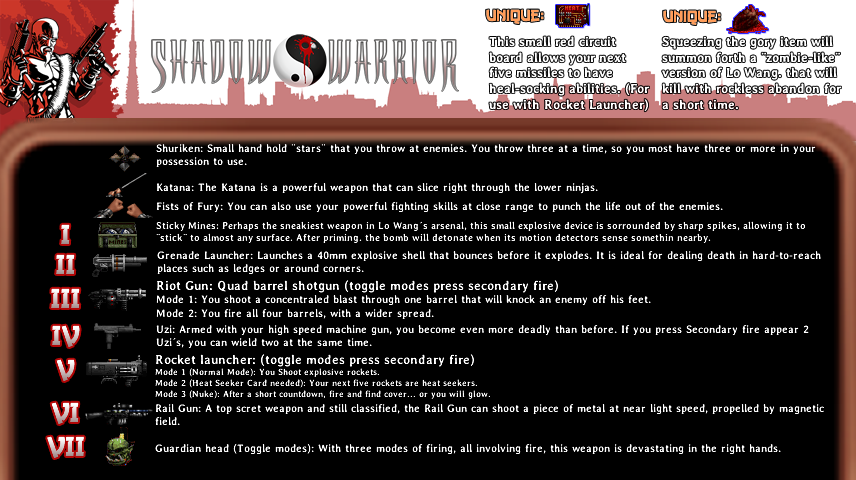 SHADOW WARRIOR
UNIQUE:
This small red circuit
board allows your next
five missiles to have
heal-socking abilities. (For
use with Rocket Launcher)
UNIQUE:
Squeezing the gory item will
summon forth a "zombie-like"
version of Lo Wang. that will
kill with rockless abandon for
a short time.
Shuriken: Small hand hold ¨stars¨ that you throw at enemies. You throw three at a time, so you most have three or more in your
possession to use.
Katana: The Katana is a powerful weapon that can slice right through the lower ninjas.
Fists of Fury: You can also use your powerful fighting skills at close range to punch the life out of the enemies.
I
Sticky Mines: Perhaps the sneakiest weapon in Lo Wang´s arsenal, this small explosive device is sorrounded by sharp spikes, allowing it to
¨stick¨ to almost any surface. After priming. the bomb will detonate when its motion detectors sense somethin nearby.
II
Grenade Launcher: Launches a 40mm explosive shell that bounces before it explodes. It is ideal for dealing death in hard-to-reach
places such as ledges or around corners.
III
Riot Gun: Quad barrel shotgun (toggle modes press secondary fire)
Mode 1: You shoot a concentraled blast through one barrel that will knock an enemy off his feet.
Mode 2: You fire all four barrels, with a wider spread.
IV
Uzi: Armed with your high speed machine gun, you become even more deadly than before. If you press Secondary fire appear 2
Uzi´s, you can wield two at the same time.
V
Rocket launcher: (toggle modes press secondary fire)
Mode 1 (Normal Mode): You Shoot explosive rockets.
Mode 2 (Heat Seeker Card needed): Your next five rockets are heat seekers.
Mode 3 (Nuke): After a short countdown, fire and find cover... or you will glow.
VI
Rail Gun: A top scret weapon and still classified, the Rail Gun can shoot a piece of metal at near light speed, propelled by magnetic
field.
VII
Guardian head (Toggle modes): With three modes of firing, all involving fire, this weapon is devastating in the right hands.